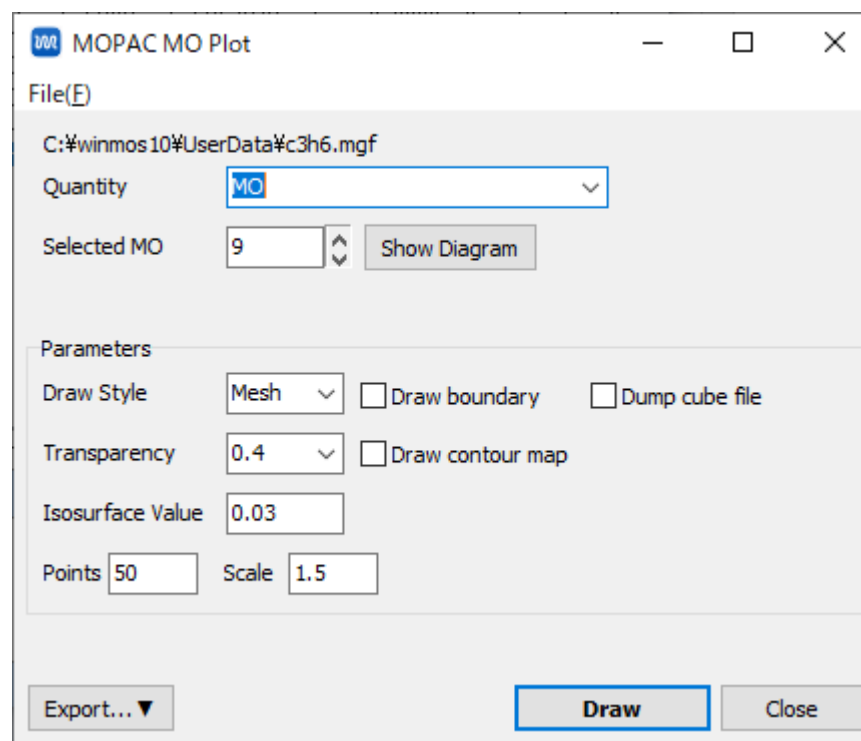 MOPAC MO Plot
File(F)
C:¥winmos10¥UserData¥c3h6.mgf
Quantity MO
Selected MO 9 Show Diagram
Parameters
Draw Style Mesh Draw boundary Dump cube file
Transparency 0.4 Draw contour map
Isosurface Value 0.03
Points 50 Scale 1.5
Export...▼ Draw Close